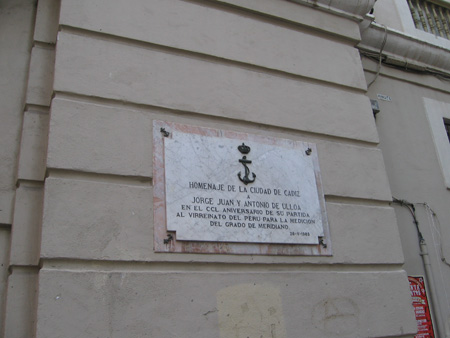 HOMENAJE DE LA CIUDAD DE CADIZ
A
JORGE JUAN Y ANTONIO DE ULLOA
EN EL CCL ANIVERSARIO DE SU PARTIDA
AL VIRREINATO DEL PERU PARA LA MEDICION
DEL GRADO DE MERIDIANO.